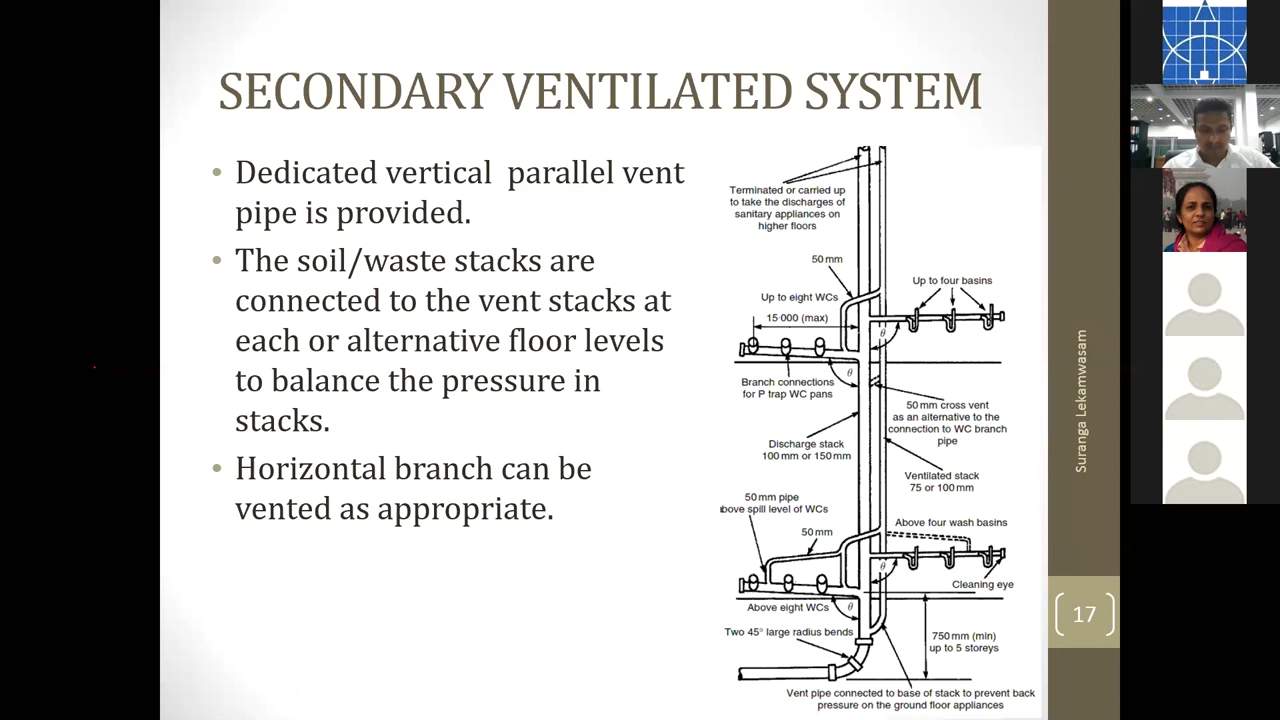 SECONDARY VENTILATED SYSTEM
• Dedicated vertical parallel vent
pipe is provided.
• The soil/waste stacks are
connected to the vent stacks at
each or alternative floor levels
to balance the pressure in
stacks.
• Horizontal branch can be
vented as appropriate.
Terminated or carried up
to take the discharges of
sanitary appliances on
higher floors
50 mm
Up to four basins
Up to eight WCs
15·000 (max)
θ
θ
Branch connections
for P trap WC pans
50 mm cross vent
as an alternative to the
connection to WC branch
pipe
Discharge stack
100 mm or 150 mm
Ventilated stack
75 or 100 mm
50 mm pipe
bove spill level of WCs
Above four wash basins
50 mm
θ
Cleaning eye
Above eight WCs
θ
Two 45° large radius bends
750 mm (min)
up to 5 storeys
Vent pipe connected to base of stack to prevent back
pressure on the ground floor appliances
Suranga Lekamwasam
17